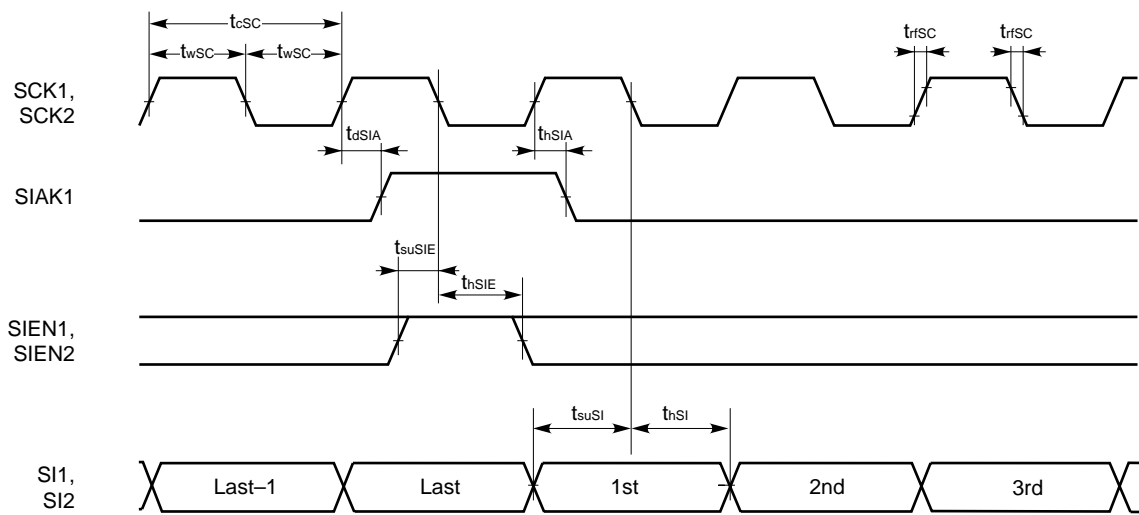 tcSC
twSC twSC trfSC trfSC
SCK1,
SCK2
tdSIA thSIA
SIAK1
tsuSIE
thSIE
SIEN1,
SIEN2
tsuSI thSI
SI1,
SI2
Last–1 Last 1st 2nd 3rd